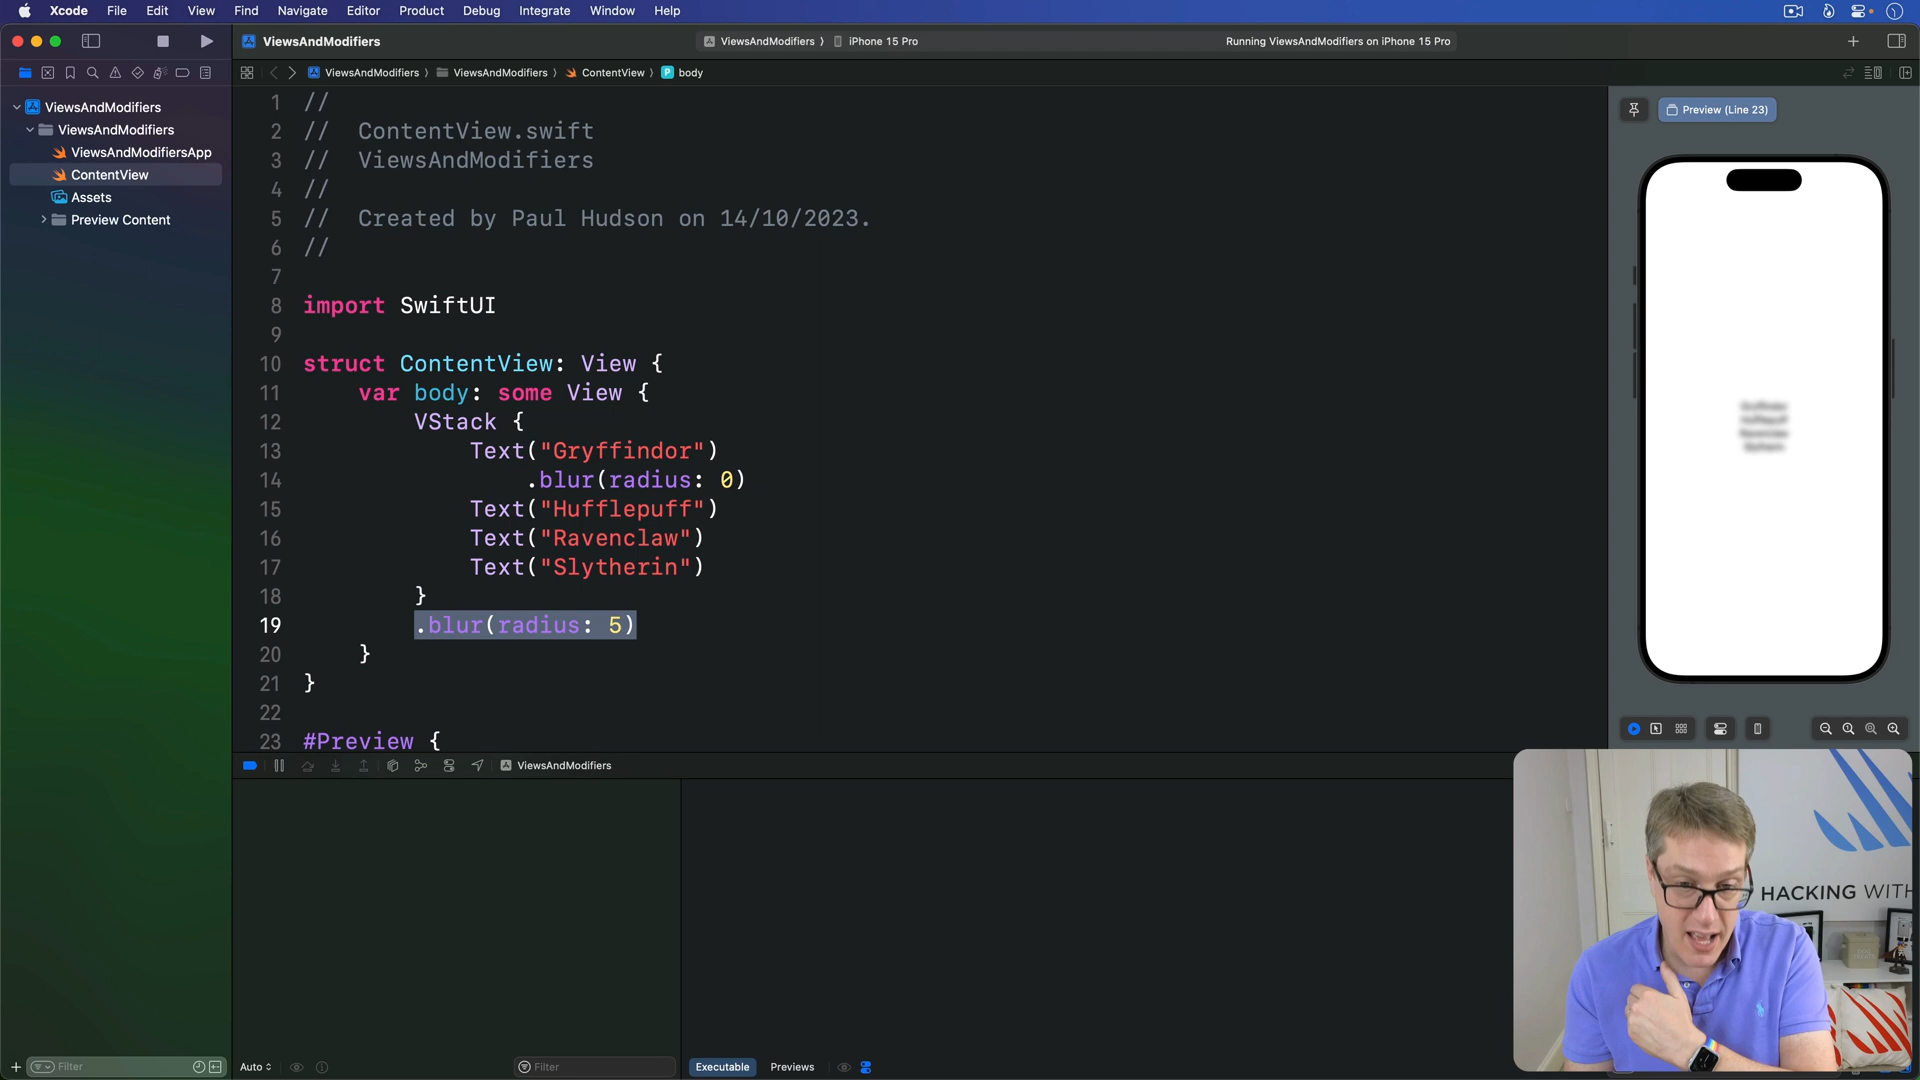 Xcode File Edit View Find Navigate Editor Product Debug Integrate Window Help
ViewsAndModifiers
ViewsAndModifiers 〉 iPhone 15 Pro
Running ViewsAndModifiers on iPhone 15 Pro
ViewsAndModifiers 〉 ViewsAndModifiers 〉 ContentView 〉 P body
ViewsAndModifiers
ViewsAndModifiers
ViewsAndModifiersApp
ContentView
Assets
Preview Content
1 //
2 //  ContentView.swift
3 //  ViewsAndModifiers
4 //
5 //  Created by Paul Hudson on 14/10/2023.
6 //
7
8 import SwiftUI
9
10 struct ContentView: View {
11     var body: some View {
12         VStack {
13             Text("Gryffindor")
14                 .blur(radius: 0)
15             Text("Hufflepuff")
16             Text("Ravenclaw")
17             Text("Slytherin")
18         }
19         .blur(radius: 5)
20     }
21 }
22
23 #Preview {
Preview (Line 23)
ViewsAndModifiers
HACKING WITH
Filter
Auto
Filter
Executable
Previews